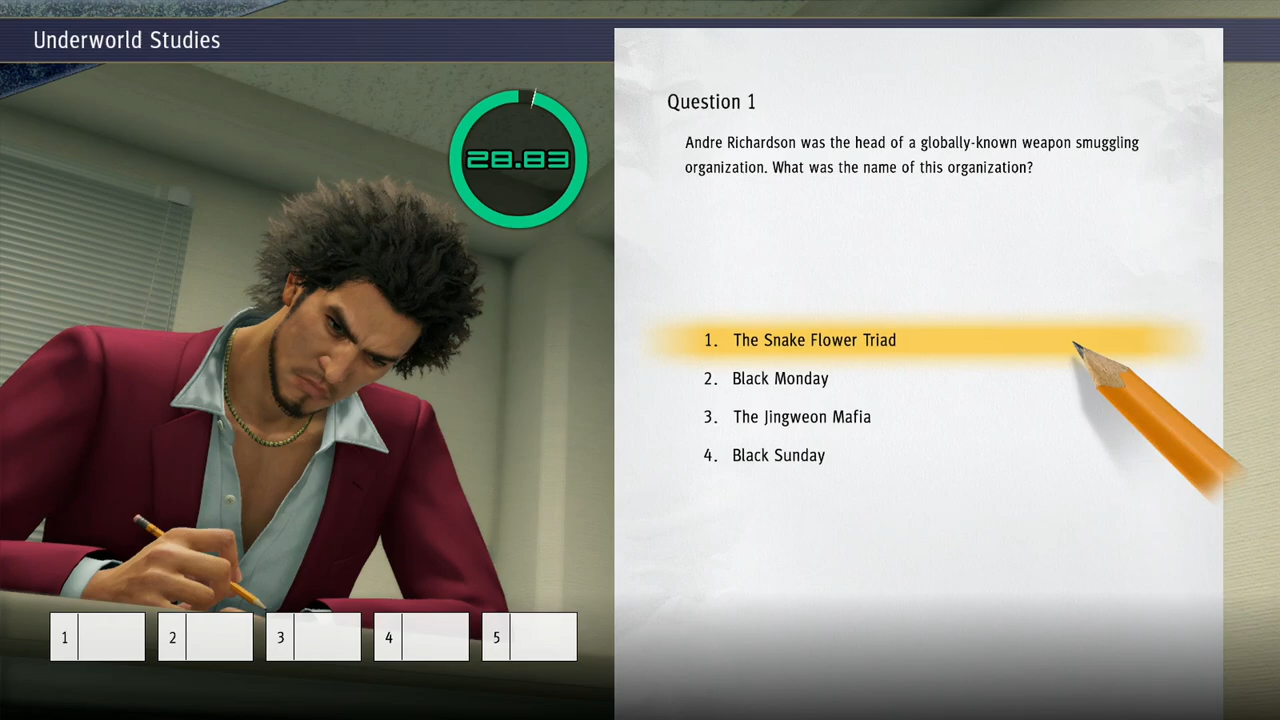 Underworld Studies
28.83
Question 1
Andre Richardson was the head of a globally-known weapon smuggling
organization. What was the name of this organization?
1. The Snake Flower Triad
2. Black Monday
3. The Jingweon Mafia
4. Black Sunday
1 2 3 4 5